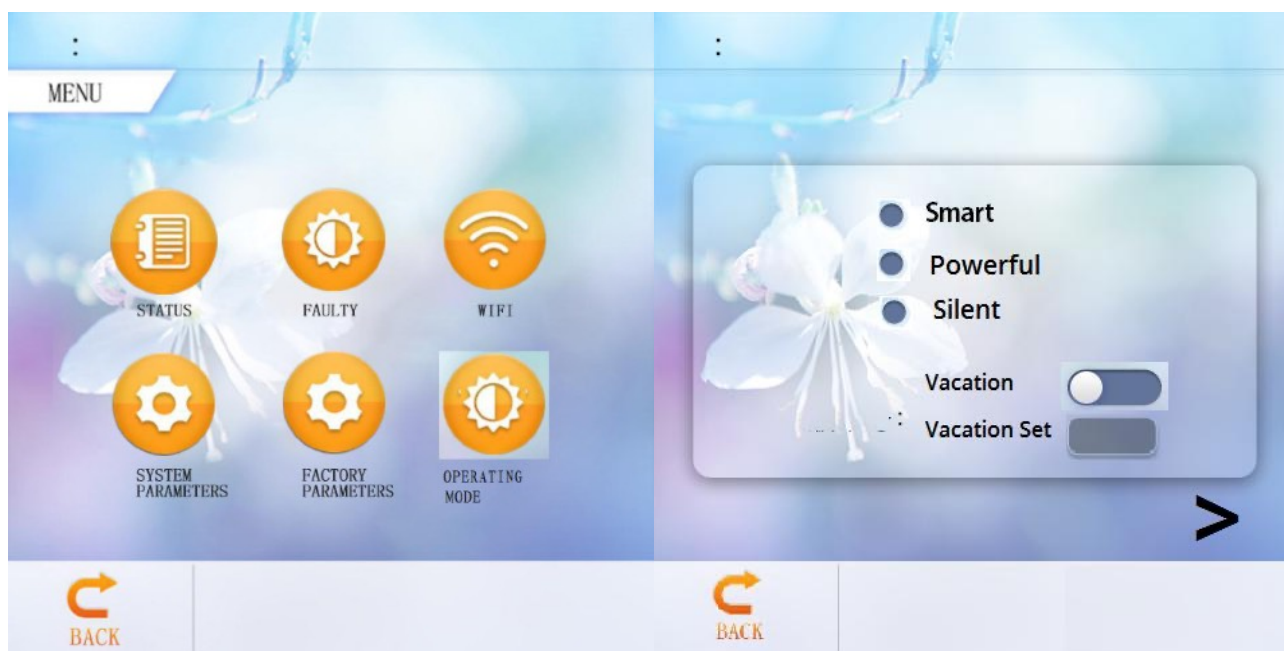 :
MENU
STATUS
FAULTY
WIFI
SYSTEM
PARAMETERS
FACTORY
PARAMETERS
OPERATING
MODE
BACK
:
Smart
Powerful
Silent
Vacation
Vacation Set
>
BACK